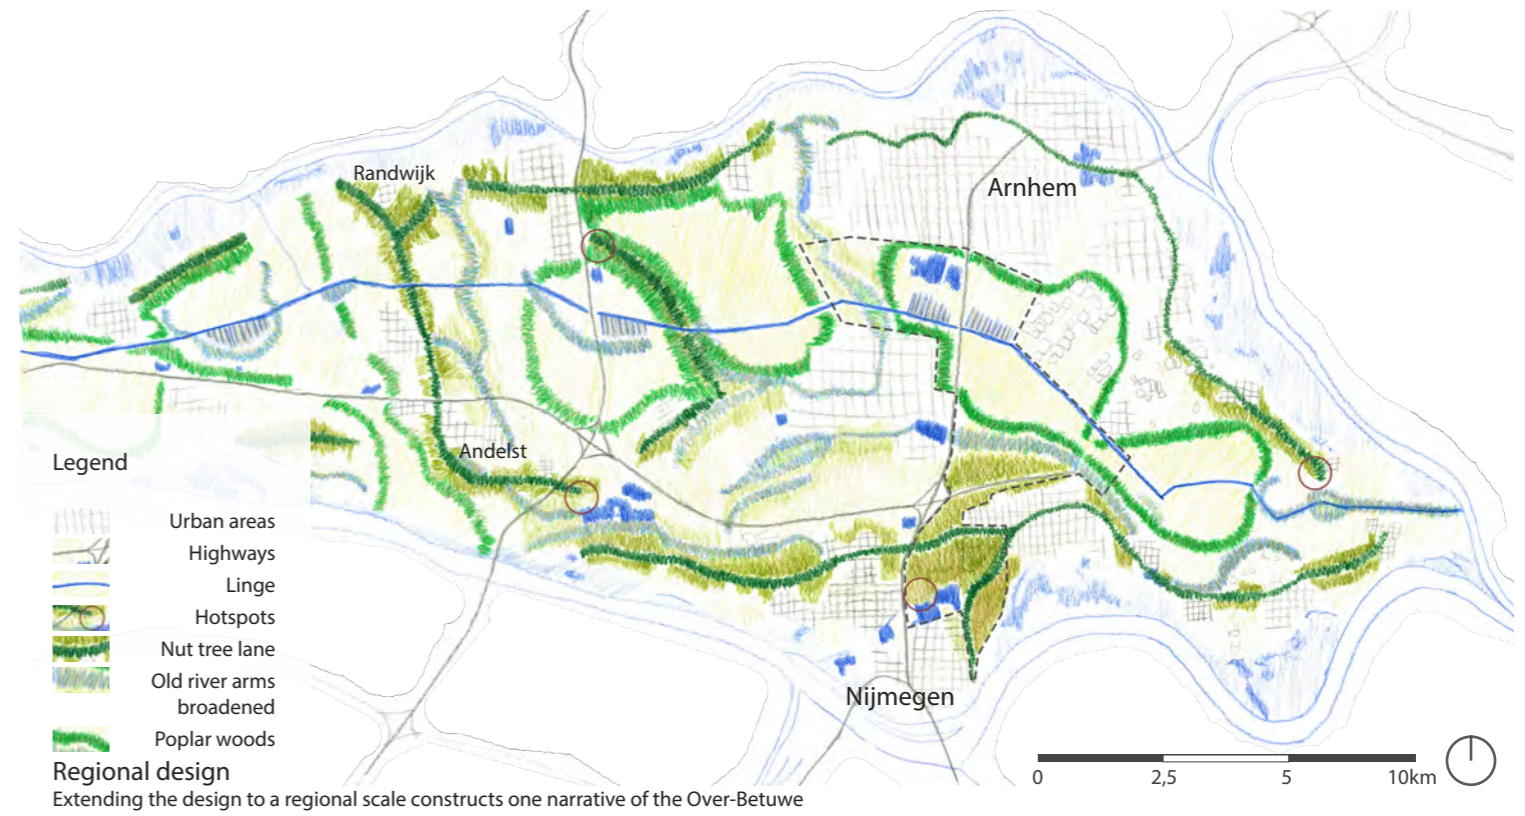 Randwijk
Arnhem
Andelst
Nijmegen
Legend
Urban areas
Highways
Linge
Hotspots
Nut tree lane
Old river arms
broadened
Poplar woods
0 2,5 5 10km
Regional design
Extending the design to a regional scale constructs one narrative of the Over-Betuwe